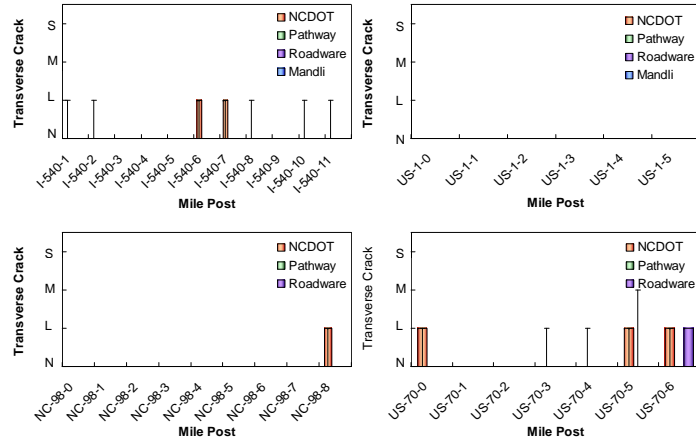 Transverse Crack
S
M
L
N
NCDOT
Pathway
Roadware
Mandli
I-540-1
I-540-2
I-540-3
I-540-4
I-540-5
I-540-6
I-540-7
I-540-8
I-540-9
I-540-10
I-540-11
Mile Post
Transverse Crack
S
M
L
N
NCDOT
Pathway
Roadware
Mandli
US-1-0
US-1-1
US-1-2
US-1-3
US-1-4
US-1-5
Mile Post
Transverse Crack
S
M
L
N
NCDOT
Pathway
Roadware
NC-98-0
NC-98-1
NC-98-2
NC-98-3
NC-98-4
NC-98-5
NC-98-6
NC-98-7
NC-98-8
Mile Post
Transverse Crack
S
M
L
N
NCDOT
Pathway
Roadware
US-70-0
US-70-1
US-70-2
US-70-3
US-70-4
US-70-5
US-70-6
Mile Post